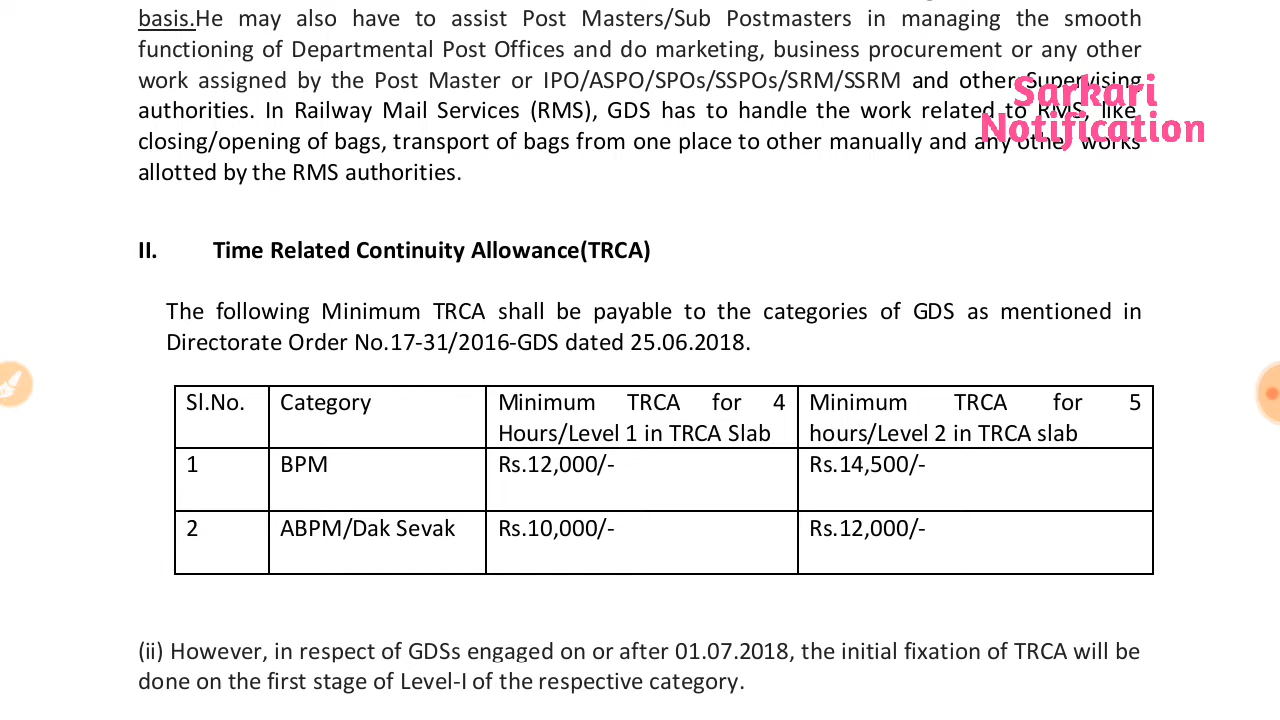 basis.He may also have to assist Post Masters/Sub Postmasters in managing the smooth
functioning of Departmental Post Offices and do marketing, business procurement or any other
work assigned by the Post Master or IPO/ASPO/SPOs/SSPOs/SRM/SSRM and other Supervising
authorities. In Railway Mail Services (RMS), GDS has to handle the work related to RMS, like
closing/opening of bags, transport of bags from one place to other manually and any other works
allotted by the RMS authorities.
Sarkari
Notification
II. Time Related Continuity Allowance(TRCA)
The following Minimum TRCA shall be payable to the categories of GDS as mentioned in
Directorate Order No.17-31/2016-GDS dated 25.06.2018.
Sl.No. Category Minimum TRCA for 4 Minimum TRCA for 5
Hours/Level 1 in TRCA Slab hours/Level 2 in TRCA slab
1 BPM Rs.12,000/- Rs.14,500/-
2 ABPM/Dak Sevak Rs.10,000/- Rs.12,000/-
(ii) However, in respect of GDSs engaged on or after 01.07.2018, the initial fixation of TRCA will be
done on the first stage of Level-I of the respective category.